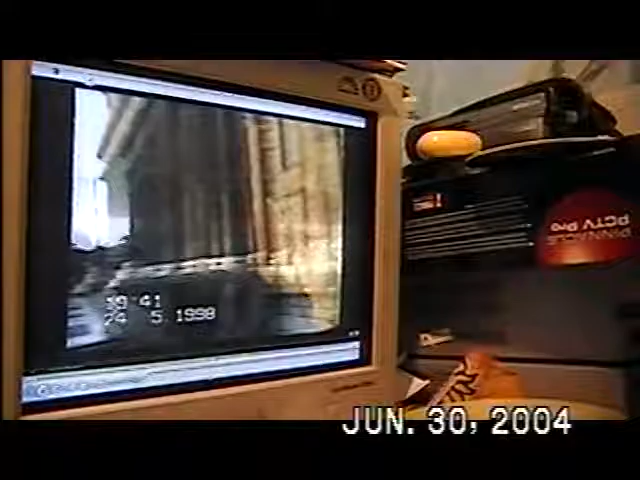 PINNACLE
PCTV Pro
19:41
24 5 1998
JUN. 30, 2004